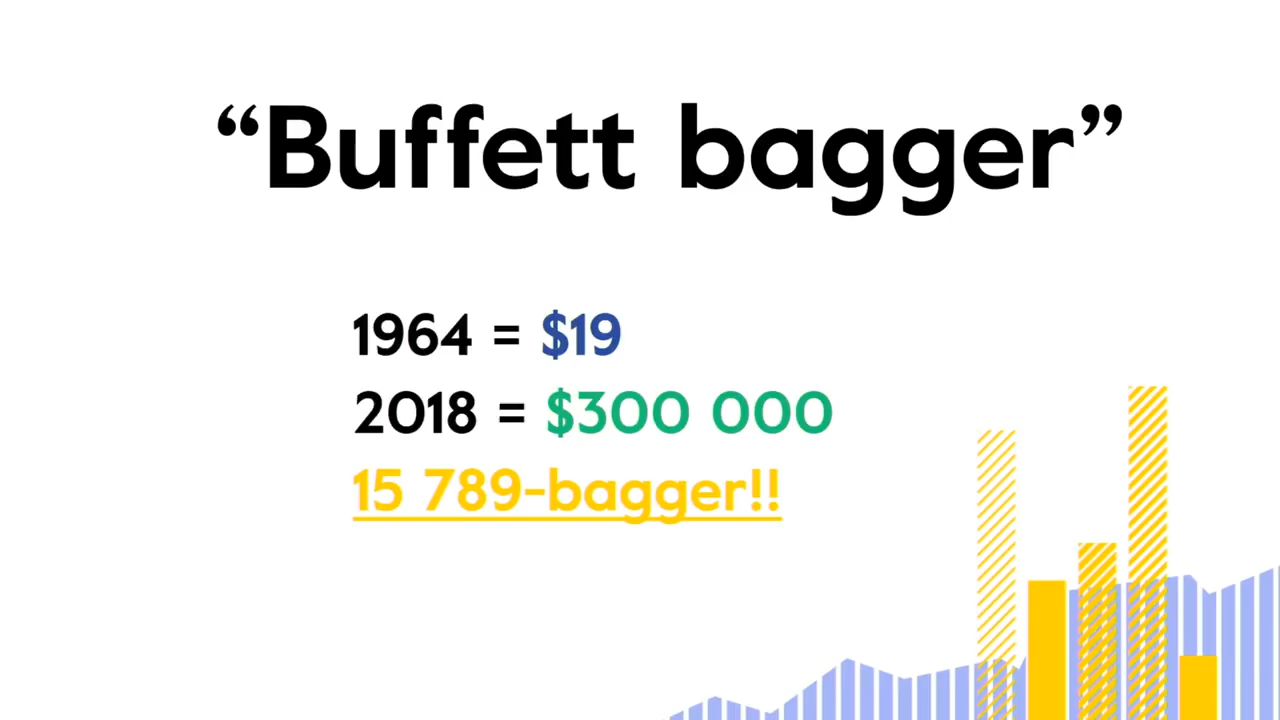 “Buffett bagger”
1964 = $19
2018 = $300 000
15 789-bagger!!